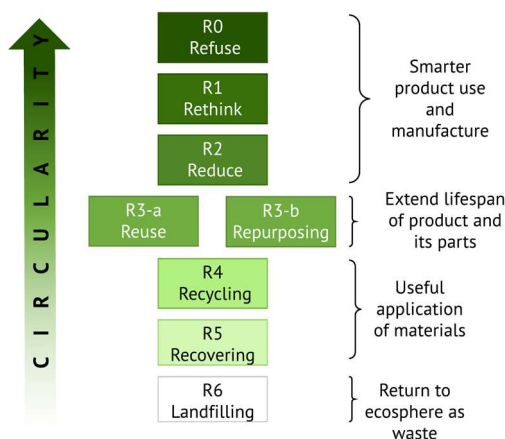 CIRCULARITY
R0
Refuse
R1
Rethink
R2
Reduce
Smarter
product use
and
manufacture
R3-a
Reuse
R3-b
Repurposing
Extend lifespan
of product and
its parts
R4
Recycling
R5
Recovering
Useful
application
of materials
R6
Landfilling
Return to
ecosphere as
waste